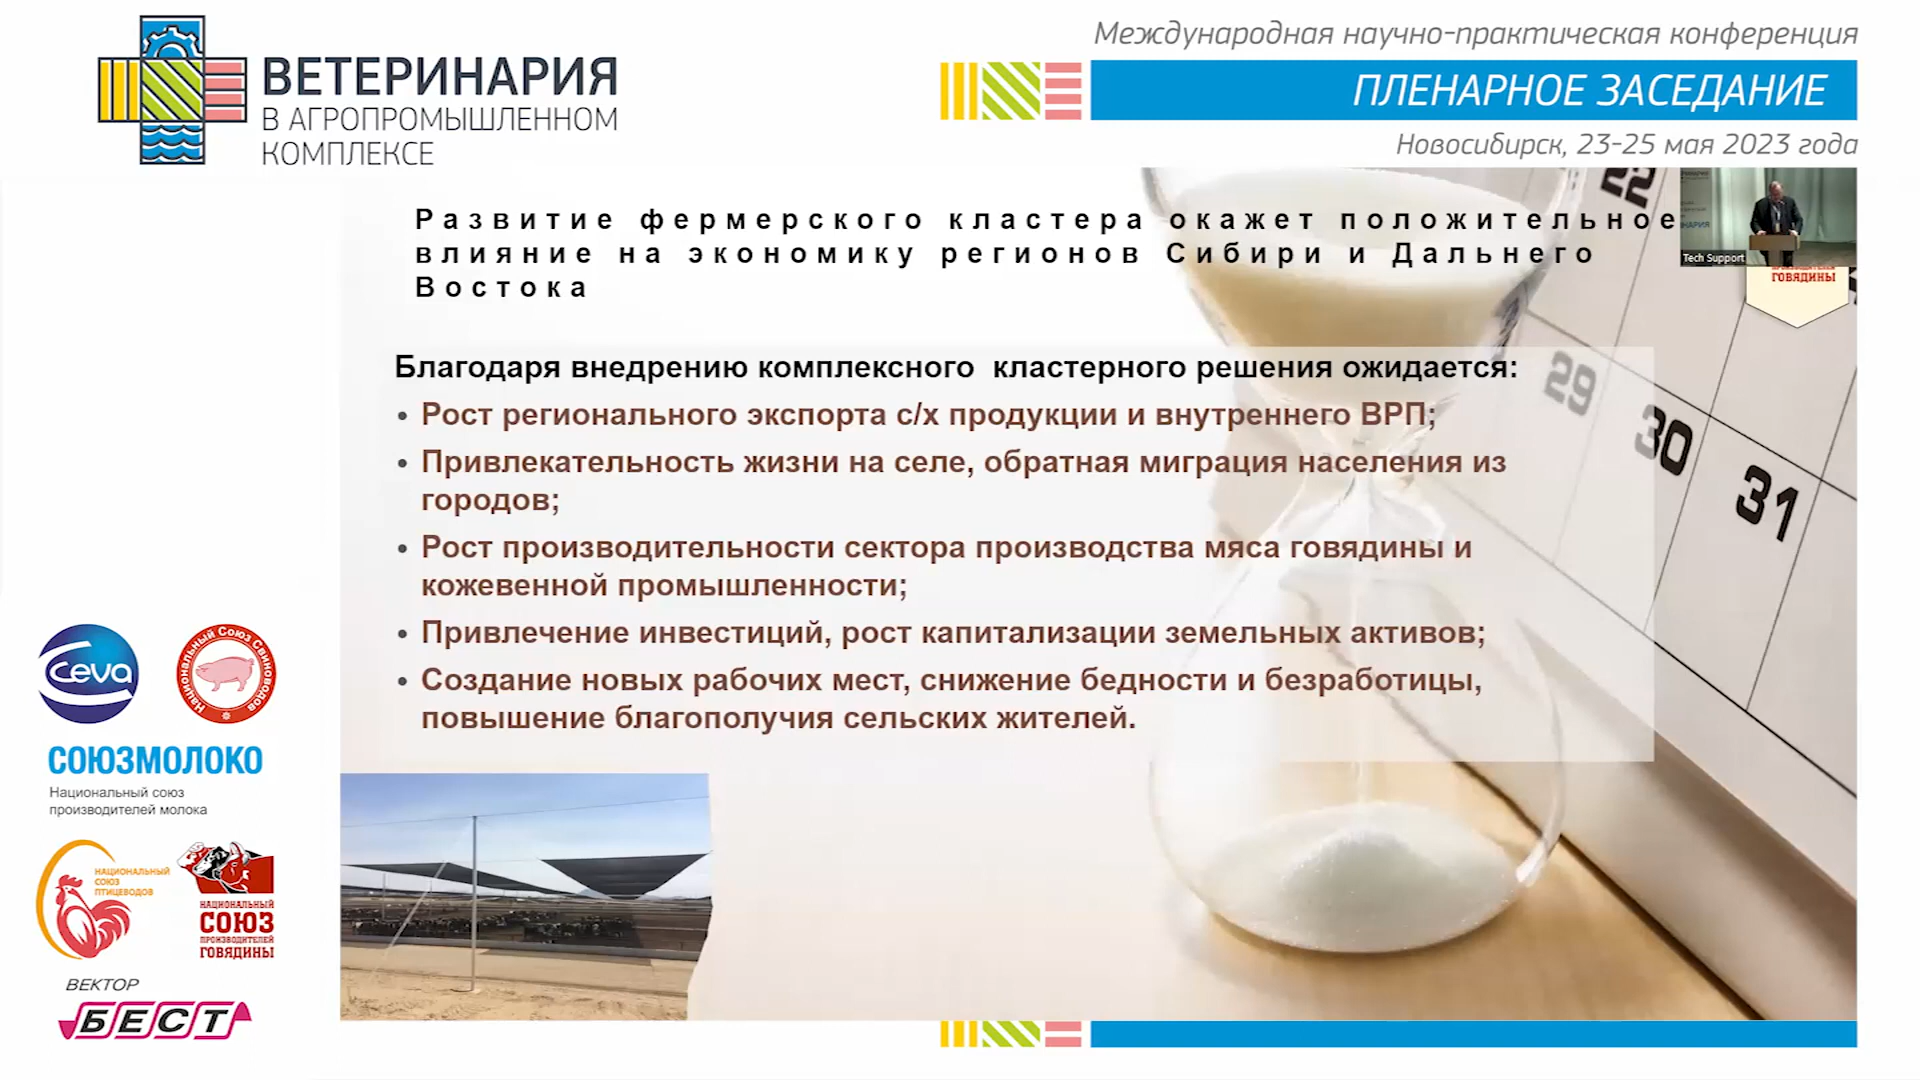 ВЕТЕРИНАРИЯ
В АГРОПРОМЫШЛЕННОМ
КОМПЛЕКСЕ
Международная научно-практическая конференция
ПЛЕНАРНОЕ ЗАСЕДАНИЕ
Новосибирск, 23-25 мая 2023 года
Развитие фермерского кластера окажет положительное
влияние на экономику регионов Сибири и Дальнего
Востока
22
Tech Support
ГОВЯДИНЫ
Благодаря внедрению комплексного кластерного решения ожидается:
• Рост регионального экспорта с/х продукции и внутреннего ВРП;
• Привлекательность жизни на селе, обратная миграция населения из
городов;
• Рост производительности сектора производства мяса говядины и
кожевенной промышленности;
• Привлечение инвестиций, рост капитализации земельных активов;
• Создание новых рабочих мест, снижение бедности и безработицы,
повышение благополучия сельских жителей.
29
30
31
Ceva
Национальный Союз Свиноводов
СОЮЗМОЛОКО
Национальный союз
производителей молока
НАЦИОНАЛЬНЫЙ
СОЮЗ
ПТИЦЕВОДОВ
НАЦИОНАЛЬНЫЙ
СОЮЗ
ПРОИЗВОДИТЕЛЕЙ
ГОВЯДИНЫ
ВЕКТОР
БЕСТ